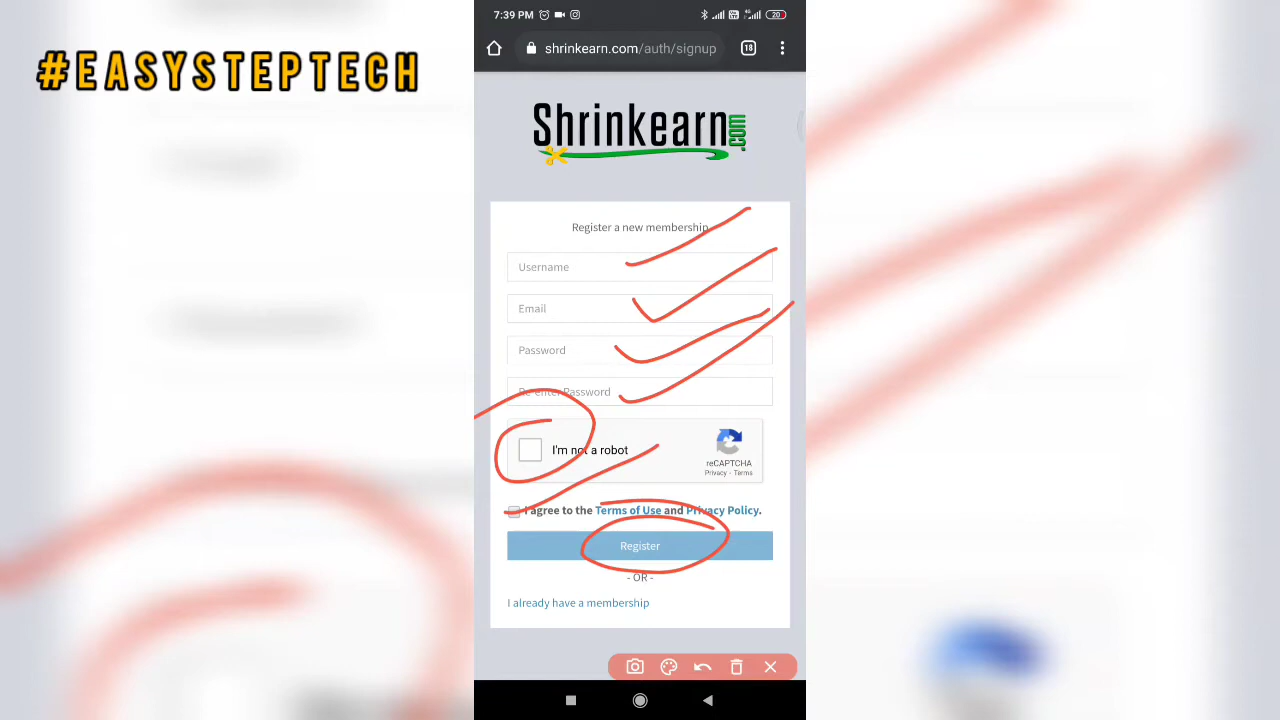 #EASYSTEPTECH
7:39 PM
4G
20
shrinkearn.com/auth/signup
18
Shrinkearn.com
Register a new membership
Username
Email
Password
Re-enter Password
I'm not a robot
reCAPTCHA
Privacy - Terms
I agree to the Terms of Use and Privacy Policy.
Register
- OR -
I already have a membership